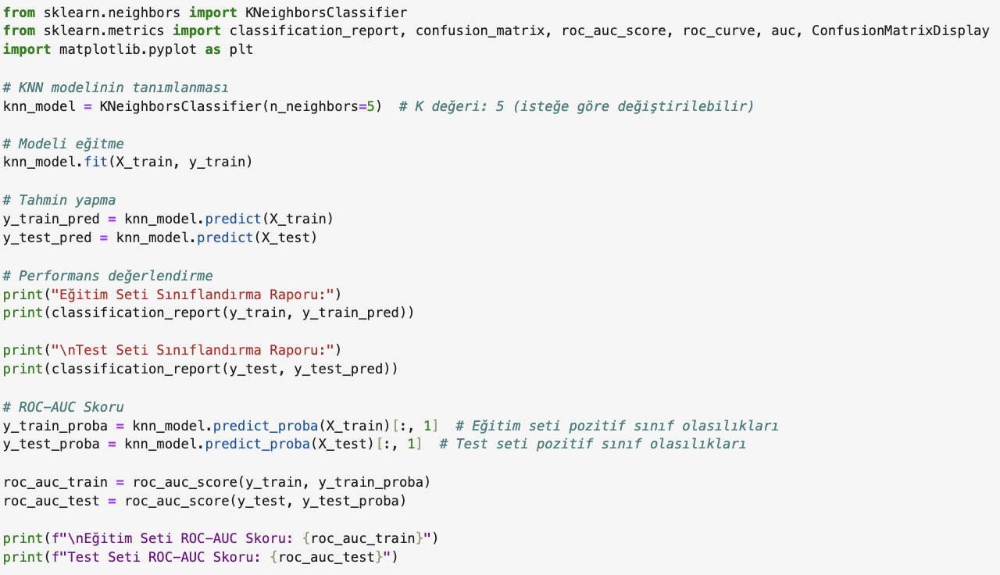 from sklearn.neighbors import KNeighborsClassifier
from sklearn.metrics import classification_report, confusion_matrix, roc_auc_score, roc_curve, auc, ConfusionMatrixDisplay
import matplotlib.pyplot as plt

# KNN modelinin tanımlanması
knn_model = KNeighborsClassifier(n_neighbors=5)  # K değeri: 5 (isteğe göre değiştirilebilir)

# Modeli eğitme
knn_model.fit(X_train, y_train)

# Tahmin yapma
y_train_pred = knn_model.predict(X_train)
y_test_pred = knn_model.predict(X_test)

# Performans değerlendirme
print("Eğitim Seti Sınıflandırma Raporu:")
print(classification_report(y_train, y_train_pred))

print("\nTest Seti Sınıflandırma Raporu:")
print(classification_report(y_test, y_test_pred))

# ROC-AUC Skoru
y_train_proba = knn_model.predict_proba(X_train)[:, 1]  # Eğitim seti pozitif sınıf olasılıkları
y_test_proba = knn_model.predict_proba(X_test)[:, 1]  # Test seti pozitif sınıf olasılıkları

roc_auc_train = roc_auc_score(y_train, y_train_proba)
roc_auc_test = roc_auc_score(y_test, y_test_proba)

print(f"\nEğitim Seti ROC-AUC Skoru: {roc_auc_train}")
print(f"Test Seti ROC-AUC Skoru: {roc_auc_test}")